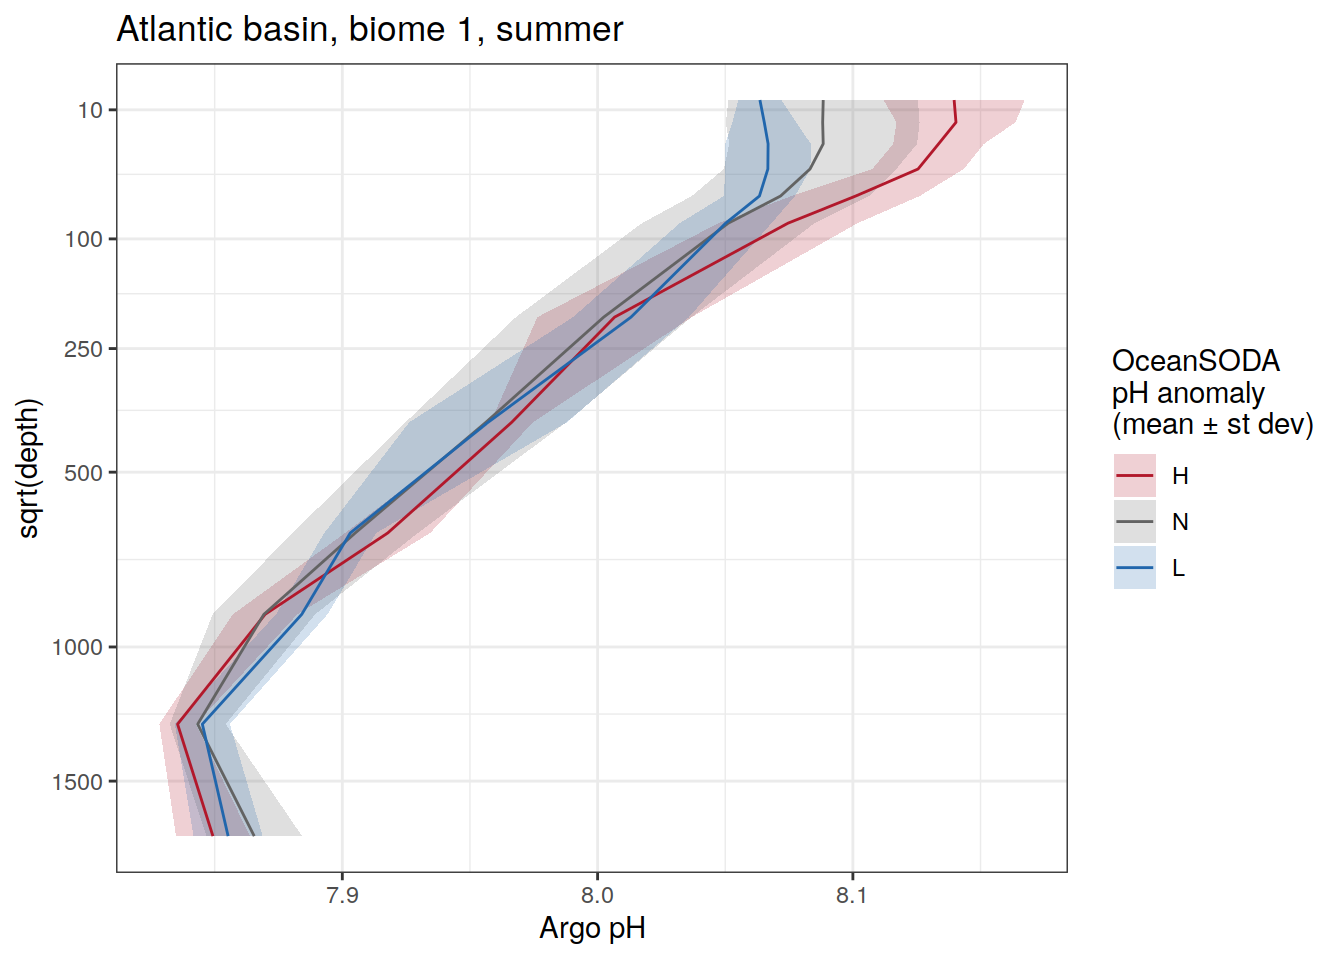 Atlantic basin, biome 1, summer
10
100
250
500
1000
1500
sqrt(depth)
7.9
8.0
8.1
Argo pH
OceanSODA
pH anomaly
(mean ± st dev)
H
N
L